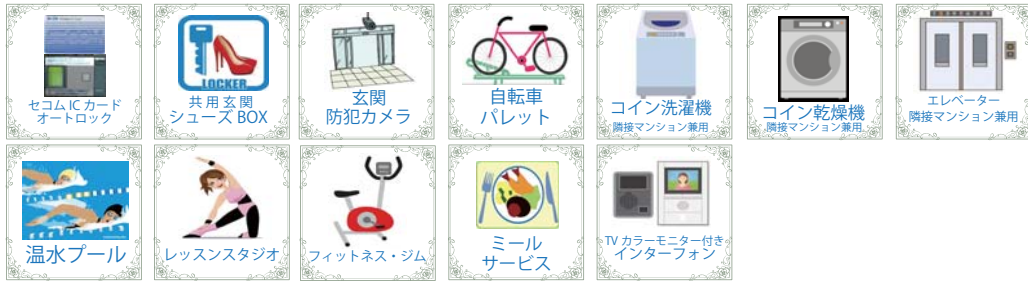 セコム IC カード
オートロック
LOCKER
共用玄関
シューズ BOX
玄関
防犯カメラ
自転車
パレット
コイン洗濯機
隣接マンション兼用
コイン乾燥機
隣接マンション兼用
エレベーター
隣接マンション兼用
温水プール
レッスンスタジオ
フィットネス・ジム
ミール
サービス
TV カラーモニター付き
インターフォン